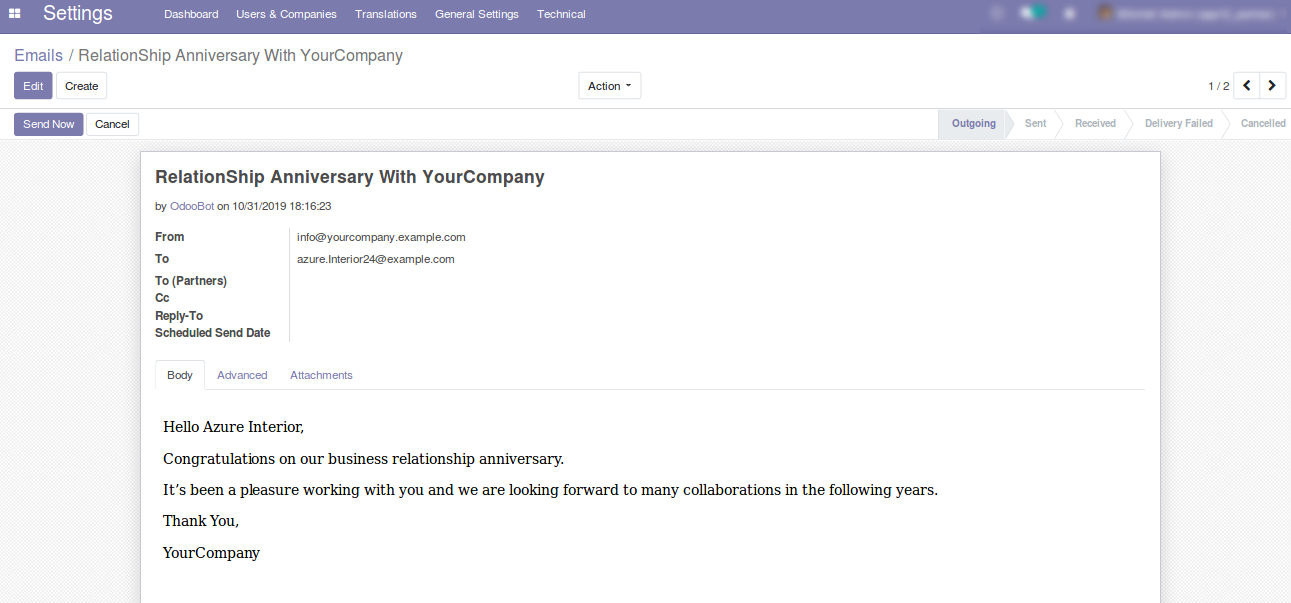 Settings Dashboard Users & Companies Translations General Settings Technical
Emails / RelationShip Anniversary With YourCompany
Edit Create Action 1 / 2
Send Now Cancel Outgoing Sent Received Delivery Failed Cancelled
RelationShip Anniversary With YourCompany
by OdooBot on 10/31/2019 18:16:23
From info@yourcompany.example.com
To azure.Interior24@example.com
To (Partners)
Cc
Reply-To
Scheduled Send Date
Body Advanced Attachments
Hello Azure Interior,
Congratulations on our business relationship anniversary.
It’s been a pleasure working with you and we are looking forward to many collaborations in the following years.
Thank You,
YourCompany